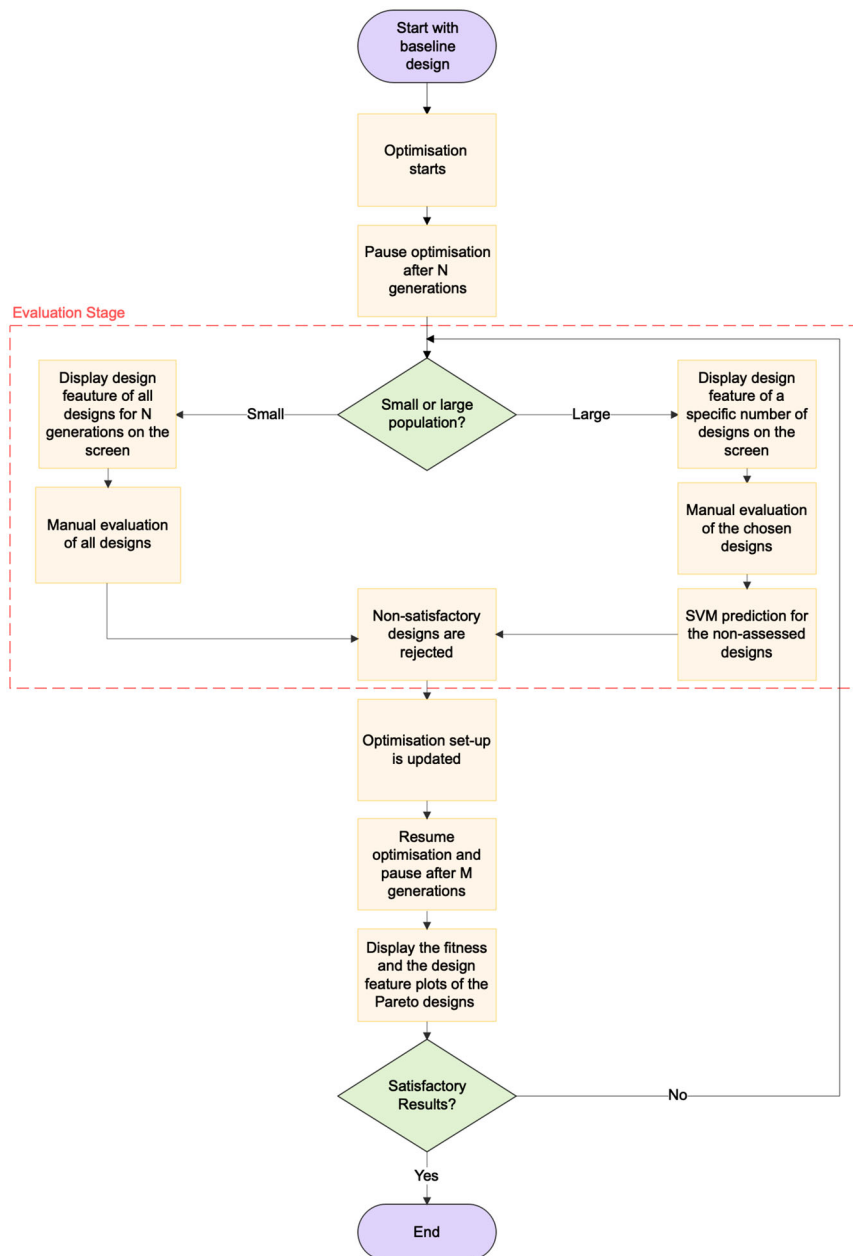 Start with
baseline
design
Optimisation
starts
Pause optimisation
after N
generations
Evaluation Stage
Display design
feauture of all
designs for N
generations on the
screen
Small
Small or large
population?
Large
Display design
feature of a
specific number of
designs on the
screen
Manual evaluation
of all designs
Manual evaluation
of the chosen
designs
Non-satisfactory
designs are
rejected
SVM prediction for
the non-assessed
designs
Optimisation set-up
is updated
Resume
optimisation and
pause after M
generations
Display the fitness
and the design
feature plots of the
Pareto designs
Satisfactory
Results?
No
Yes
End